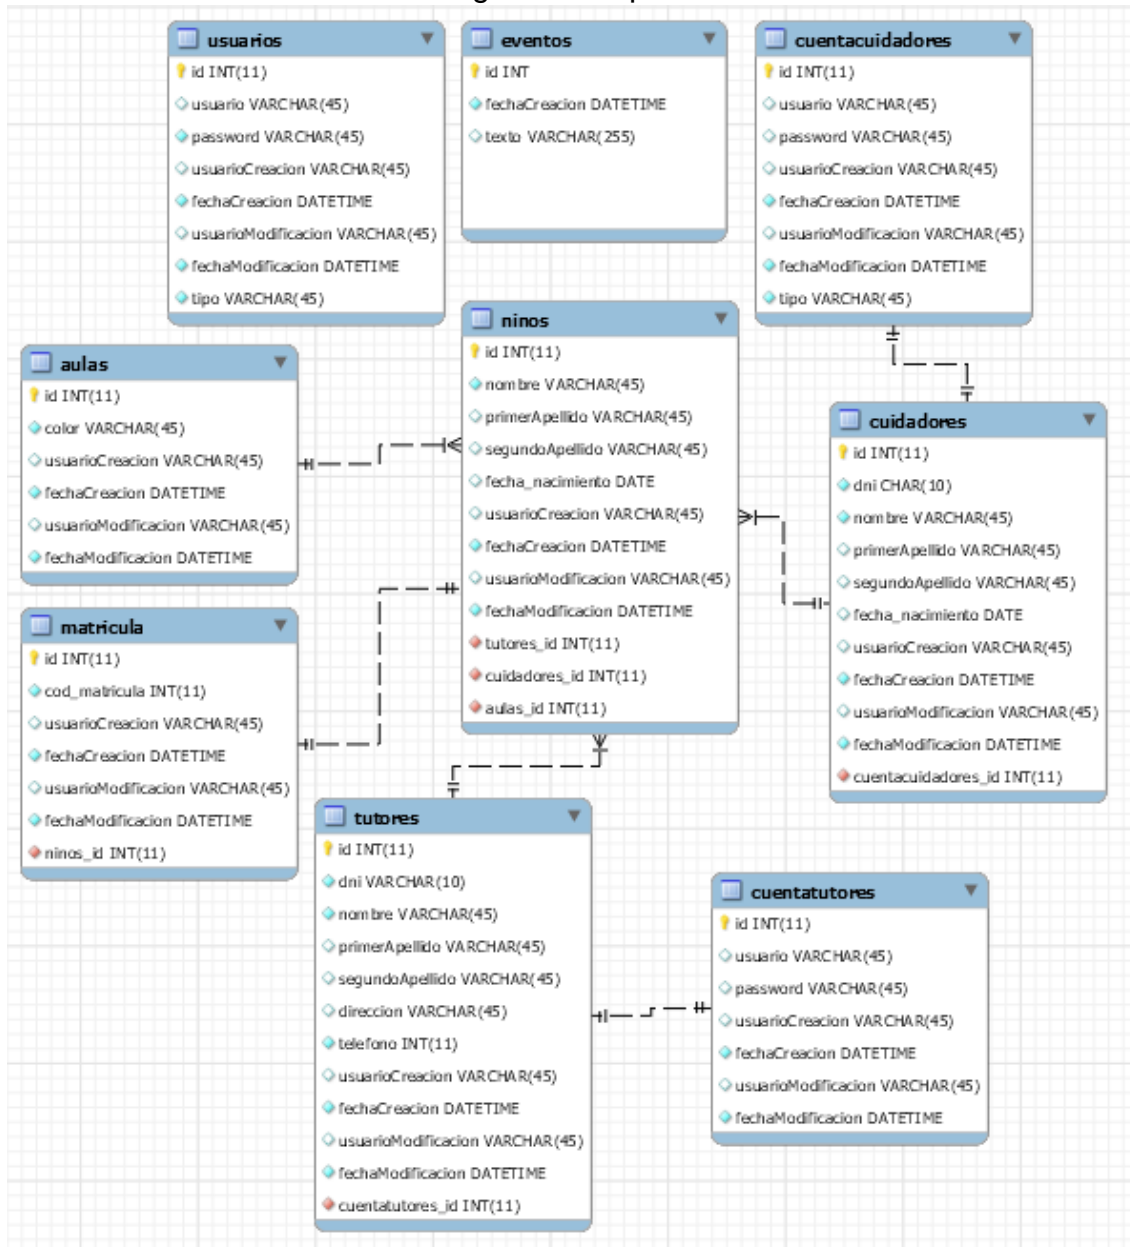 usuarios
id INT(11)
usuario VARCHAR(45)
password VARCHAR(45)
usuarioCreacion VARCHAR(45)
fechaCreacion DATETIME
usuarioModificacion VARCHAR(45)
fechaModificacion DATETIME
tipo VARCHAR(45)
eventos
id INT
fechaCreacion DATETIME
texto VARCHAR(255)
cuentacuidadores
id INT(11)
usuario VARCHAR(45)
password VARCHAR(45)
usuarioCreacion VARCHAR(45)
fechaCreacion DATETIME
usuarioModificacion VARCHAR(45)
fechaModificacion DATETIME
tipo VARCHAR(45)
aulas
id INT(11)
color VARCHAR(45)
usuarioCreacion VARCHAR(45)
fechaCreacion DATETIME
usuarioModificacion VARCHAR(45)
fechaModificacion DATETIME
ninos
id INT(11)
nombre VARCHAR(45)
primerApellido VARCHAR(45)
segundoApellido VARCHAR(45)
fecha_nacimiento DATE
usuarioCreacion VARCHAR(45)
fechaCreacion DATETIME
usuarioModificacion VARCHAR(45)
fechaModificacion DATETIME
tutores_id INT(11)
cuidadores_id INT(11)
aulas_id INT(11)
cuidadores
id INT(11)
dni CHAR(10)
nombre VARCHAR(45)
primerApellido VARCHAR(45)
segundoApellido VARCHAR(45)
fecha_nacimiento DATE
usuarioCreacion VARCHAR(45)
fechaCreacion DATETIME
usuarioModificacion VARCHAR(45)
fechaModificacion DATETIME
cuentacuidadores_id INT(11)
matricula
id INT(11)
cod_matricula INT(11)
usuarioCreacion VARCHAR(45)
fechaCreacion DATETIME
usuarioModificacion VARCHAR(45)
fechaModificacion DATETIME
ninos_id INT(11)
tutores
id INT(11)
dni VARCHAR(10)
nombre VARCHAR(45)
primerApellido VARCHAR(45)
segundoApellido VARCHAR(45)
direccion VARCHAR(45)
telefono INT(11)
usuarioCreacion VARCHAR(45)
fechaCreacion DATETIME
usuarioModificacion VARCHAR(45)
fechaModificacion DATETIME
cuentatutores_id INT(11)
cuentatutores
id INT(11)
usuario VARCHAR(45)
password VARCHAR(45)
usuarioCreacion VARCHAR(45)
fechaCreacion DATETIME
usuarioModificacion VARCHAR(45)
fechaModificacion DATETIME